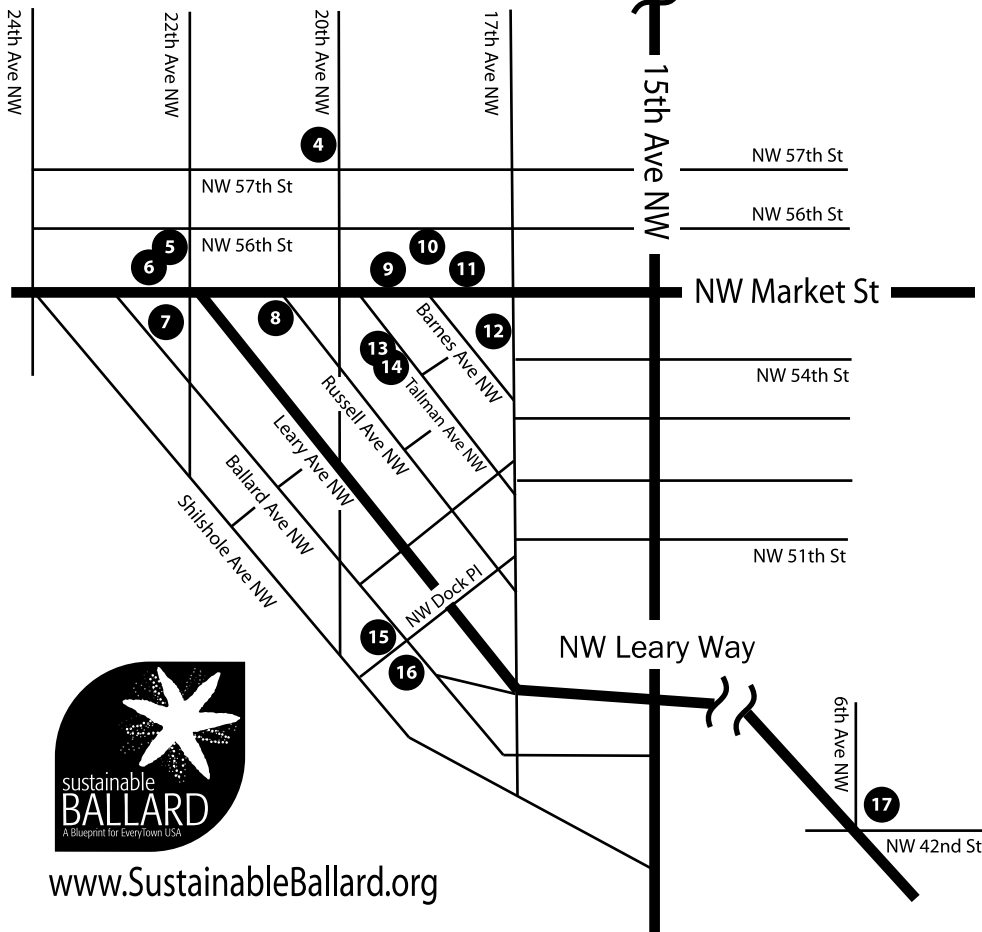 24th Ave NW
22th Ave NW
20th Ave NW
17th Ave NW
15th Ave NW
4
NW 57th St
NW 57th St
NW 56th St
5
NW 56th St
10
6
9
11
NW Market St
7
8
12
Barnes Ave NW
13
14
NW 54th St
Tallman Ave NW
Russell Ave NW
Leary Ave NW
Ballard Ave NW
Shilshole Ave NW
NW 51th St
NW Dock Pl
15
16
NW Leary Way
6th Ave NW
17
NW 42nd St
sustainable
BALLARD
A Blueprint for EveryTown USA
www.SustainableBallard.org